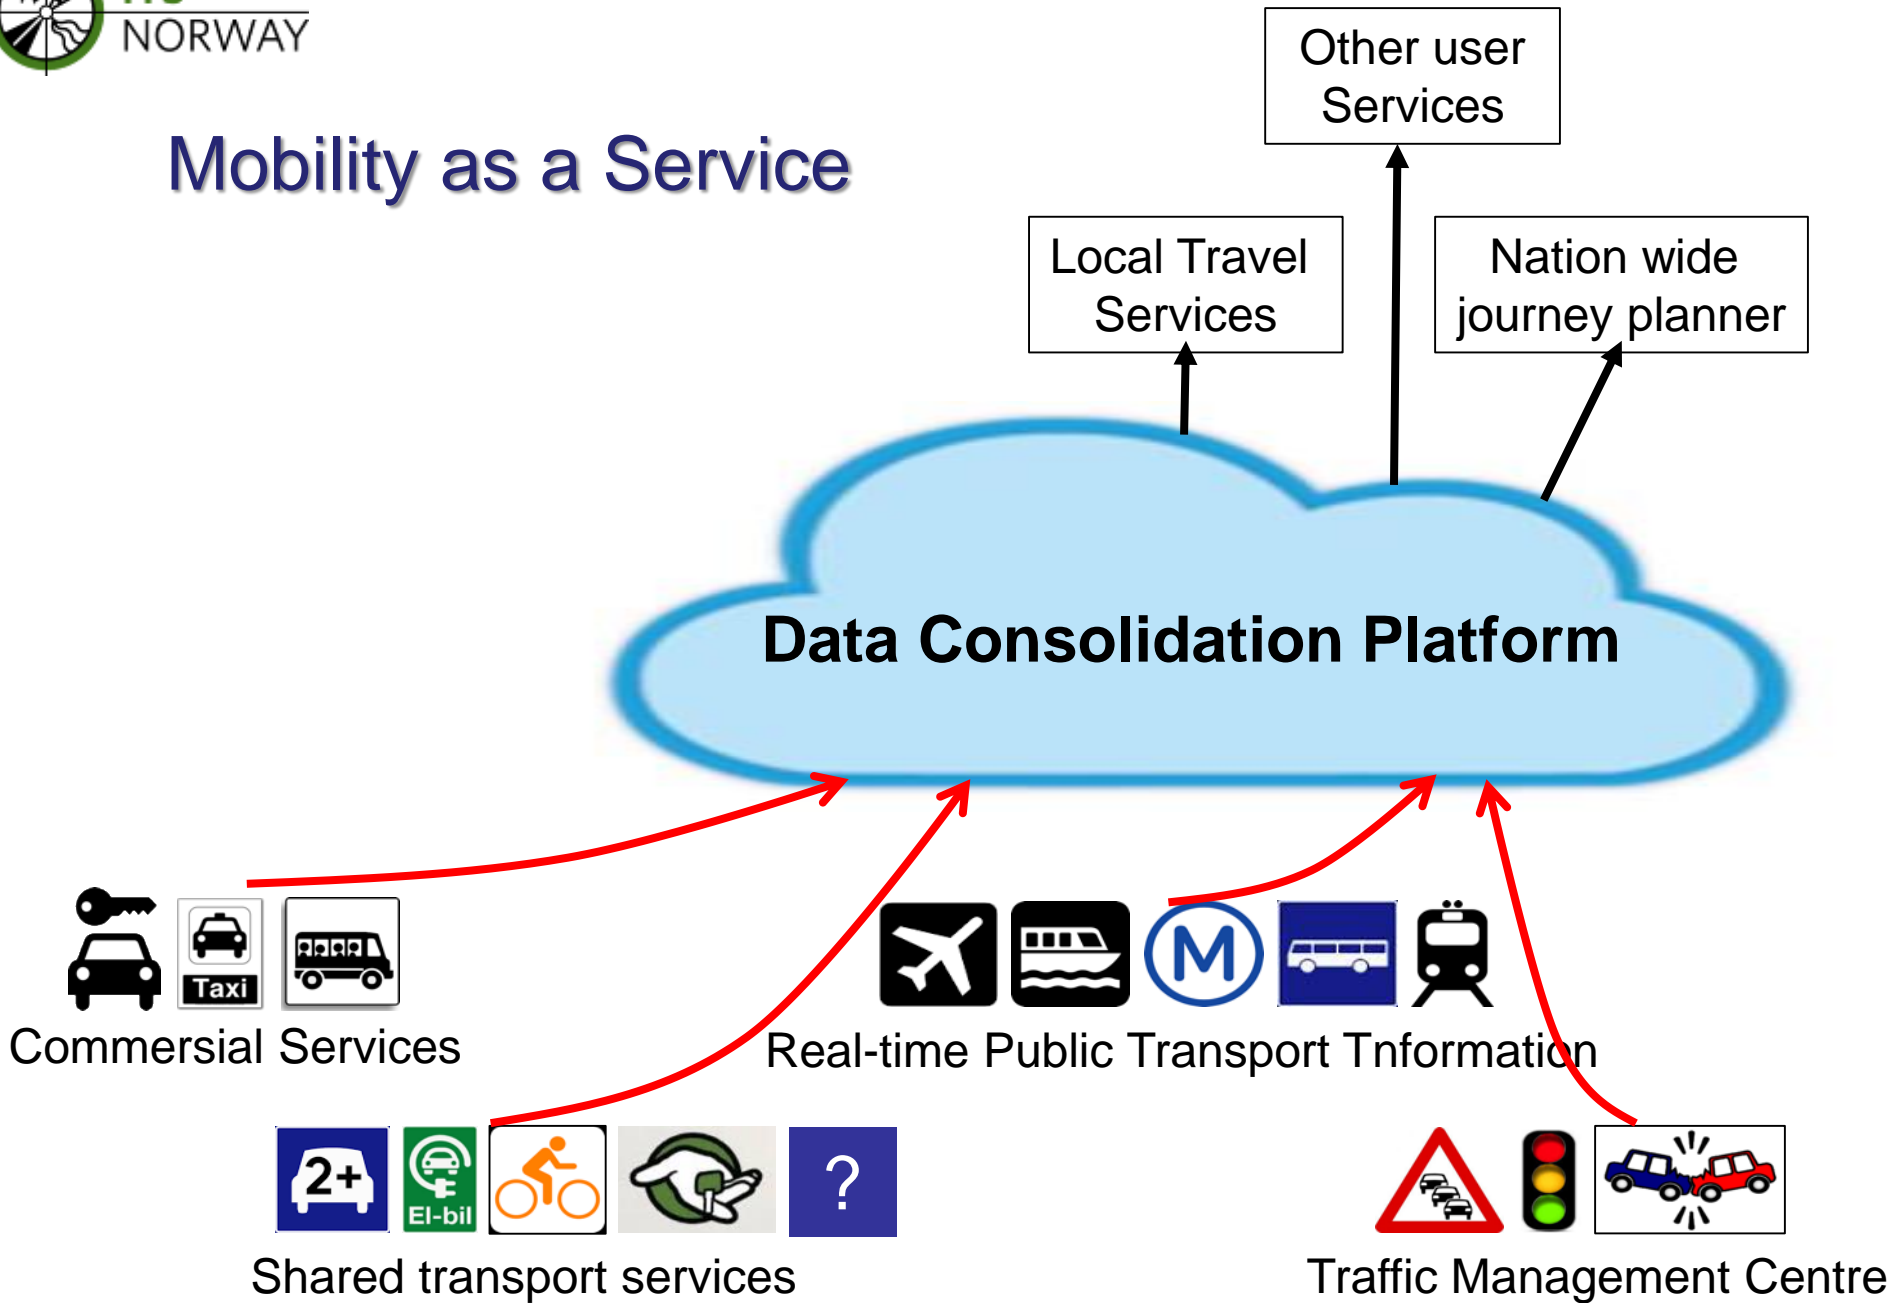 NORWAY
Mobility as a Service
Other user
Services
Local Travel
Services
Nation wide
journey planner
Data Consolidation Platform
Taxi
M
Commersial Services
Real-time Public Transport Tnformation
2+
El-bil
?
Shared transport services
Traffic Management Centre